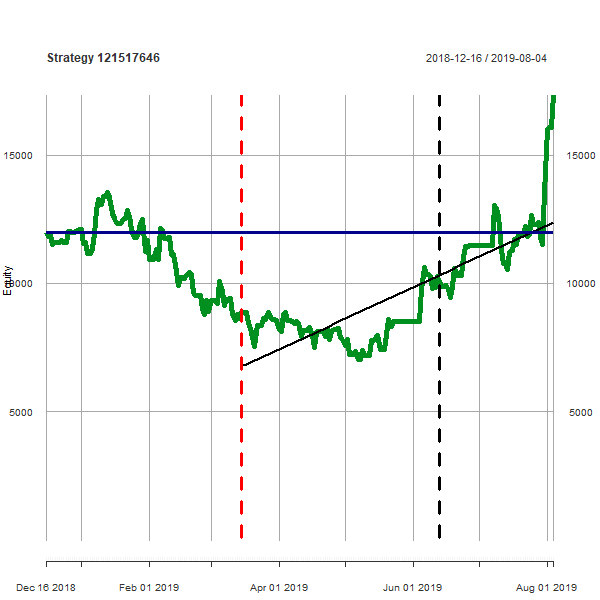 Strategy 121517646
2018-12-16 / 2019-08-04
15000
15000
Equity
10000
10000
5000
5000
Dec 16 2018
Feb 01 2019
Apr 01 2019
Jun 01 2019
Aug 01 2019